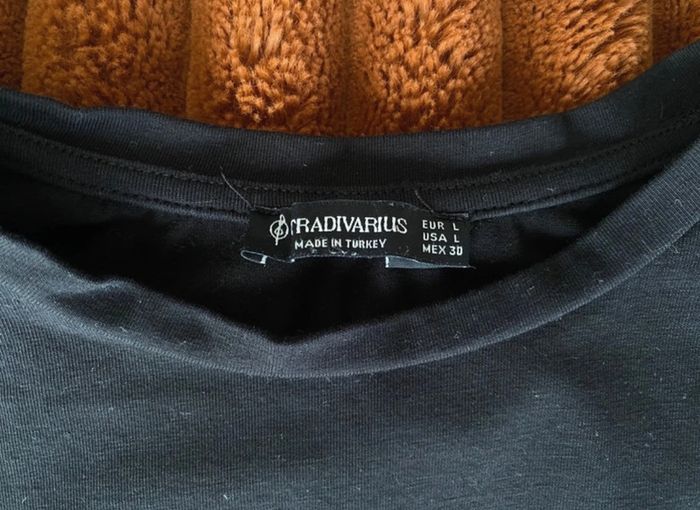 STRADIVARIUS
MADE IN TURKEY
EUR L
USA L
MEX 30